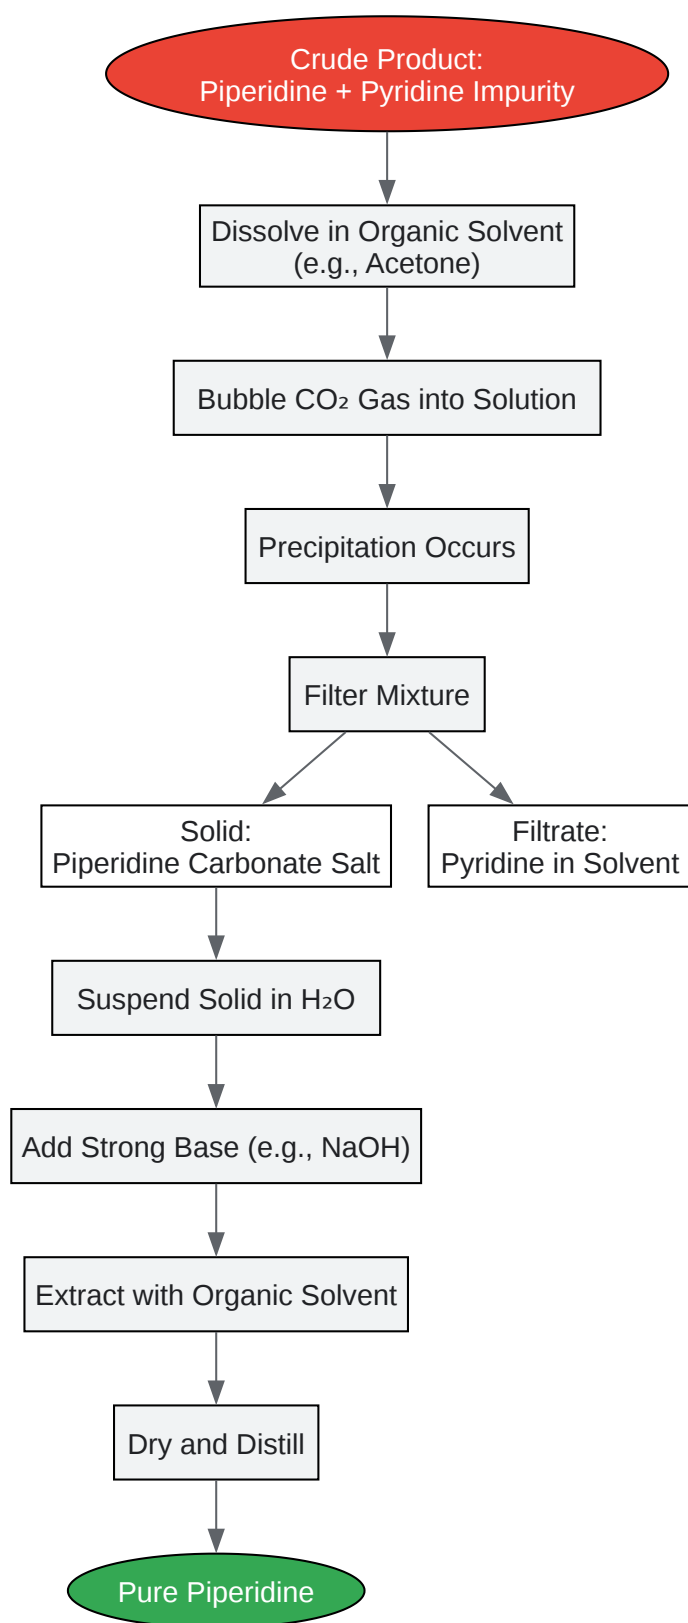 Crude Product:
Piperidine + Pyridine Impurity
Dissolve in Organic Solvent
(e.g., Acetone)
Bubble CO₂ Gas into Solution
Precipitation Occurs
Filter Mixture
Solid:
Piperidine Carbonate Salt
Filtrate:
Pyridine in Solvent
Suspend Solid in H₂O
Add Strong Base (e.g., NaOH)
Extract with Organic Solvent
Dry and Distill
Pure Piperidine